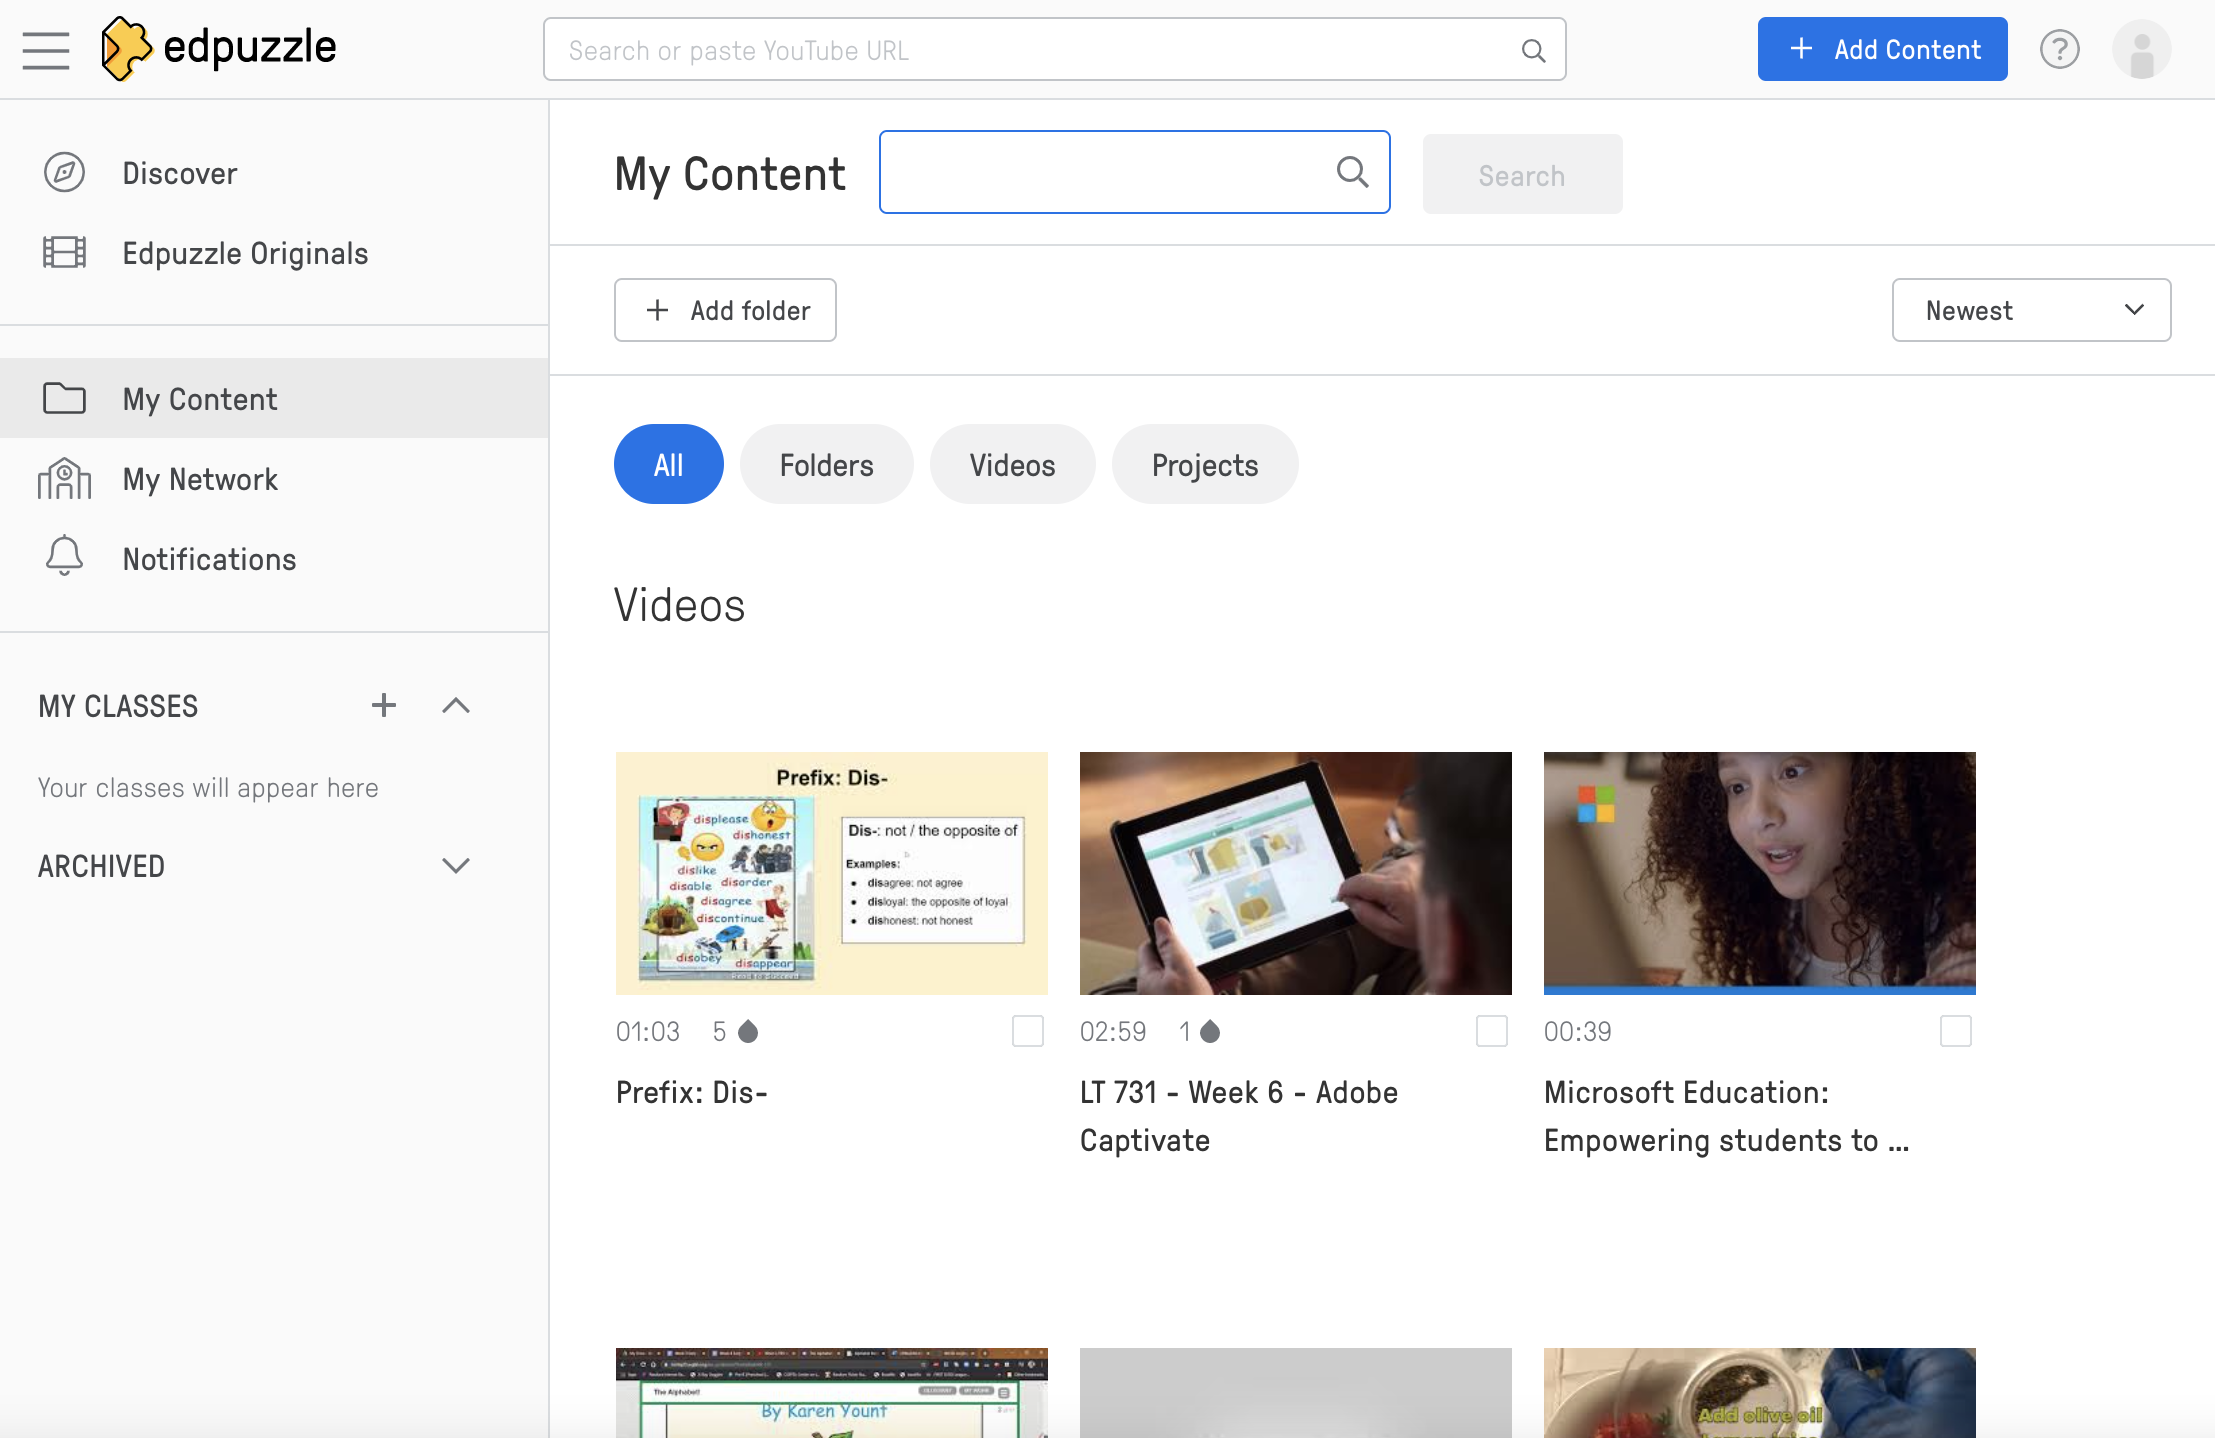 edpuzzle
Search or paste YouTube URL
+ Add Content
?
Discover
Edpuzzle Originals
My Content
My Network
Notifications
MY CLASSES +
Your classes will appear here
ARCHIVED
My Content
Search
+ Add folder
Newest
All
Folders
Videos
Projects
Videos
Prefix: Dis-
displease
dishonest
dislike
disable disorder
disagree
discontinue
disobey
disappear
Read to Succeed
Dis-: not / the opposite of
Examples:
• disagree: not agree
• disloyal: the opposite of loyal
• dishonest: not honest
01:03 5
Prefix: Dis-
02:59 1
LT 731 - Week 6 - Adobe
Captivate
00:39
Microsoft Education:
Empowering students to ...
The Alphabet!
By Karen Yount
Add olive oil